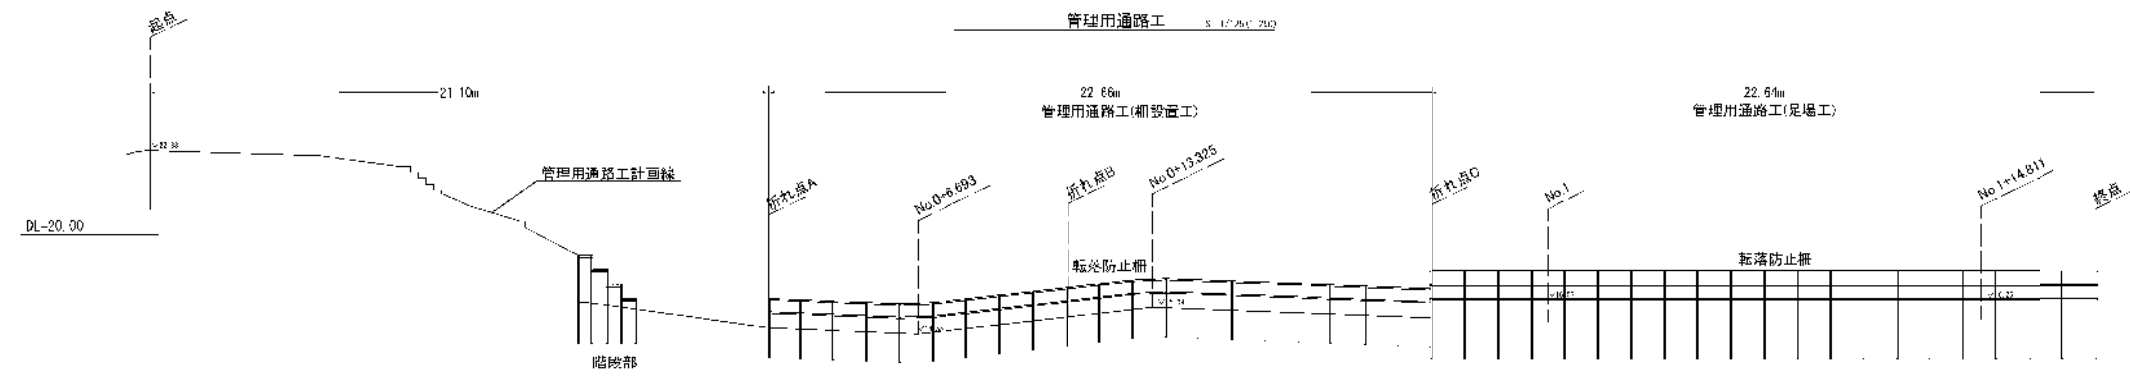 管理用通路工
起点
21.10m
22.66m
22.64m
管理用通路工(柵設置工)
管理用通路工(足場工)
管理用通路工計画線
折れ点A
No.0+6.693
折れ点B
No.0+13.325
折れ点C
No.1
No.1+14.811
終点
DL=20.00
転落防止柵
転落防止柵
階段部